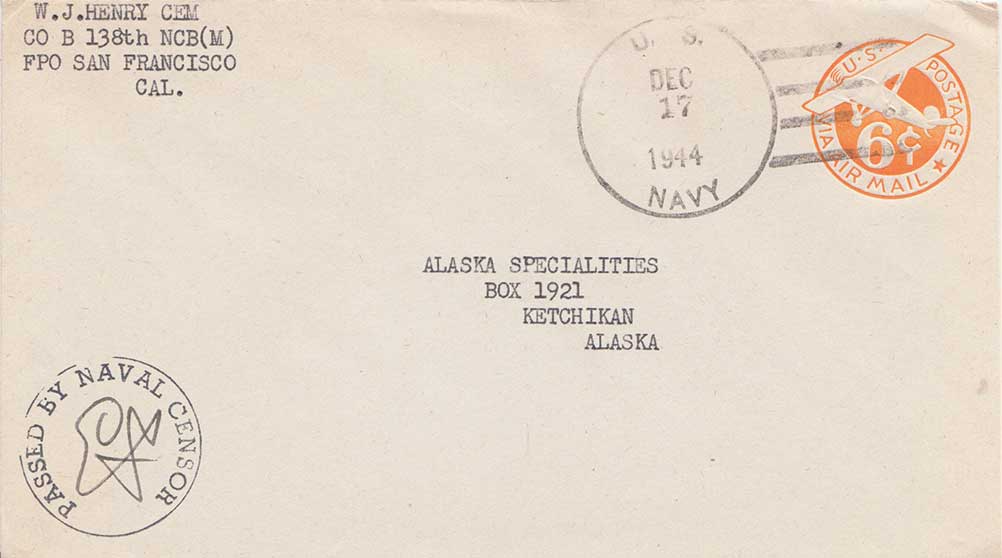 W.J.HENRY CEM
CO B 138th NCB(M)
FPO SAN FRANCISCO
CAL.
U. S.
DEC
17
1944
NAVY
U.S. POSTAGE
VIA AIR MAIL
6¢
ALASKA SPECIALITIES
BOX 1921
KETCHIKAN
ALASKA
PASSED BY NAVAL CENSOR